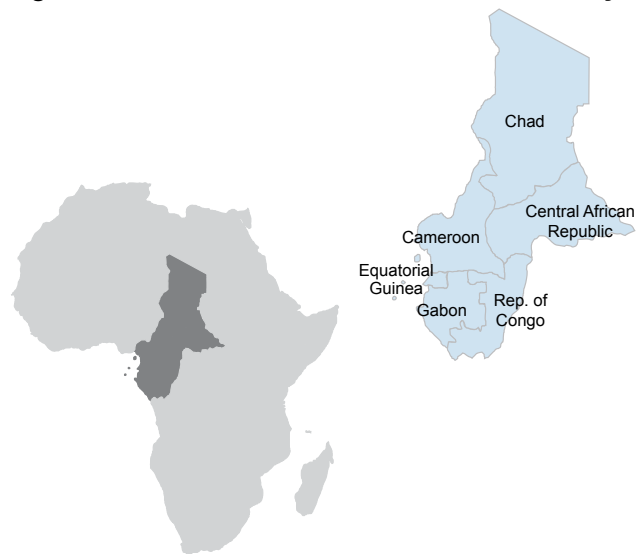 Chad
Central African
Republic
Cameroon
Equatorial
Guinea
Gabon
Rep. of
Congo